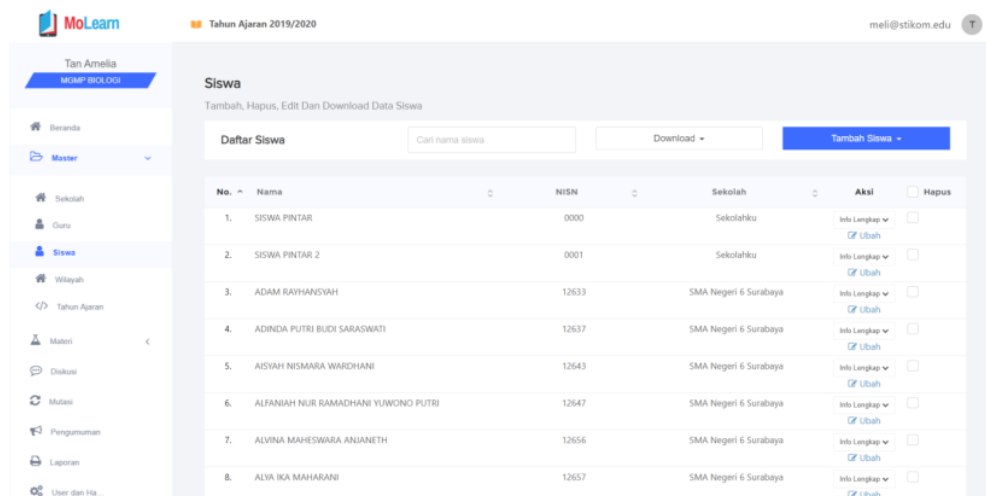 MoLearn
Tahun Ajaran 2019/2020
meli@stikom.edu
T
Tan Amelia
MGMP BIOLOGI
Beranda
Master
Sekolah
Guru
Siswa
Wilayah
</> Tahun Ajaran
Materi
Diskusi
Mutasi
Pengumuman
Laporan
User dan Ha...
Siswa
Tambah, Hapus, Edit Dan Download Data Siswa
Daftar Siswa
Cari nama siswa
Download
Tambah Siswa
No. Nama NISN Sekolah Aksi Hapus
1. SISWA PINTAR 0000 Sekolahku Info Lengkap
Ubah
2. SISWA PINTAR 2 0001 Sekolahku Info Lengkap
Ubah
3. ADAM RAYHANSYAH 12633 SMA Negeri 6 Surabaya Info Lengkap
Ubah
4. ADINDA PUTRI BUDI SARASWATI 12637 SMA Negeri 6 Surabaya Info Lengkap
Ubah
5. AISYAH NISMARA WARDHANI 12643 SMA Negeri 6 Surabaya Info Lengkap
Ubah
6. ALFANIAH NUR RAMADHANI YUWONO PUTRI 12647 SMA Negeri 6 Surabaya Info Lengkap
Ubah
7. ALVINA MAHESWARA ANJANETH 12656 SMA Negeri 6 Surabaya Info Lengkap
Ubah
8. ALYA IKA MAHARANI 12657 SMA Negeri 6 Surabaya Info Lengkap
Ubah